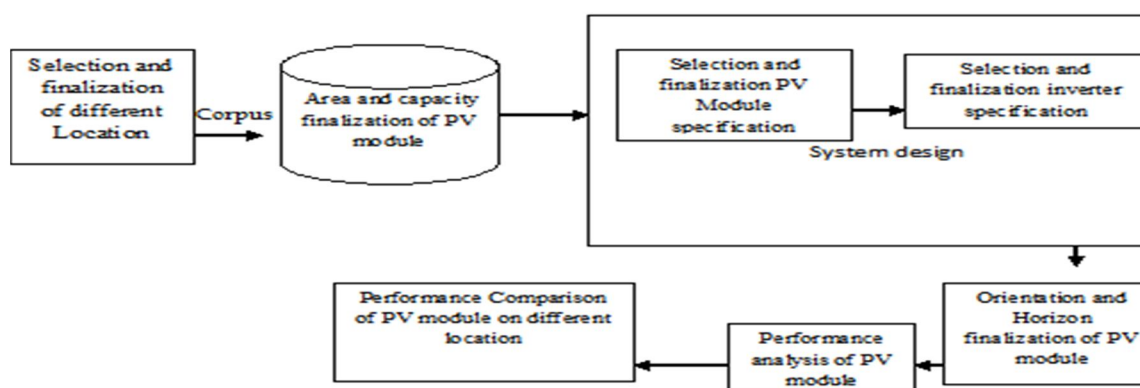 Selection and
finalization
of different
Location
Corpus
Area and capacity
finalization of PV
module
Selection and
finalization PV
Module
specification
Selection and
finalization inverter
specification
System design
Orientation and
Horizon
finalization of PV
module
Performance
analysis of PV
module
Performance Comparison
of PV module on different
location